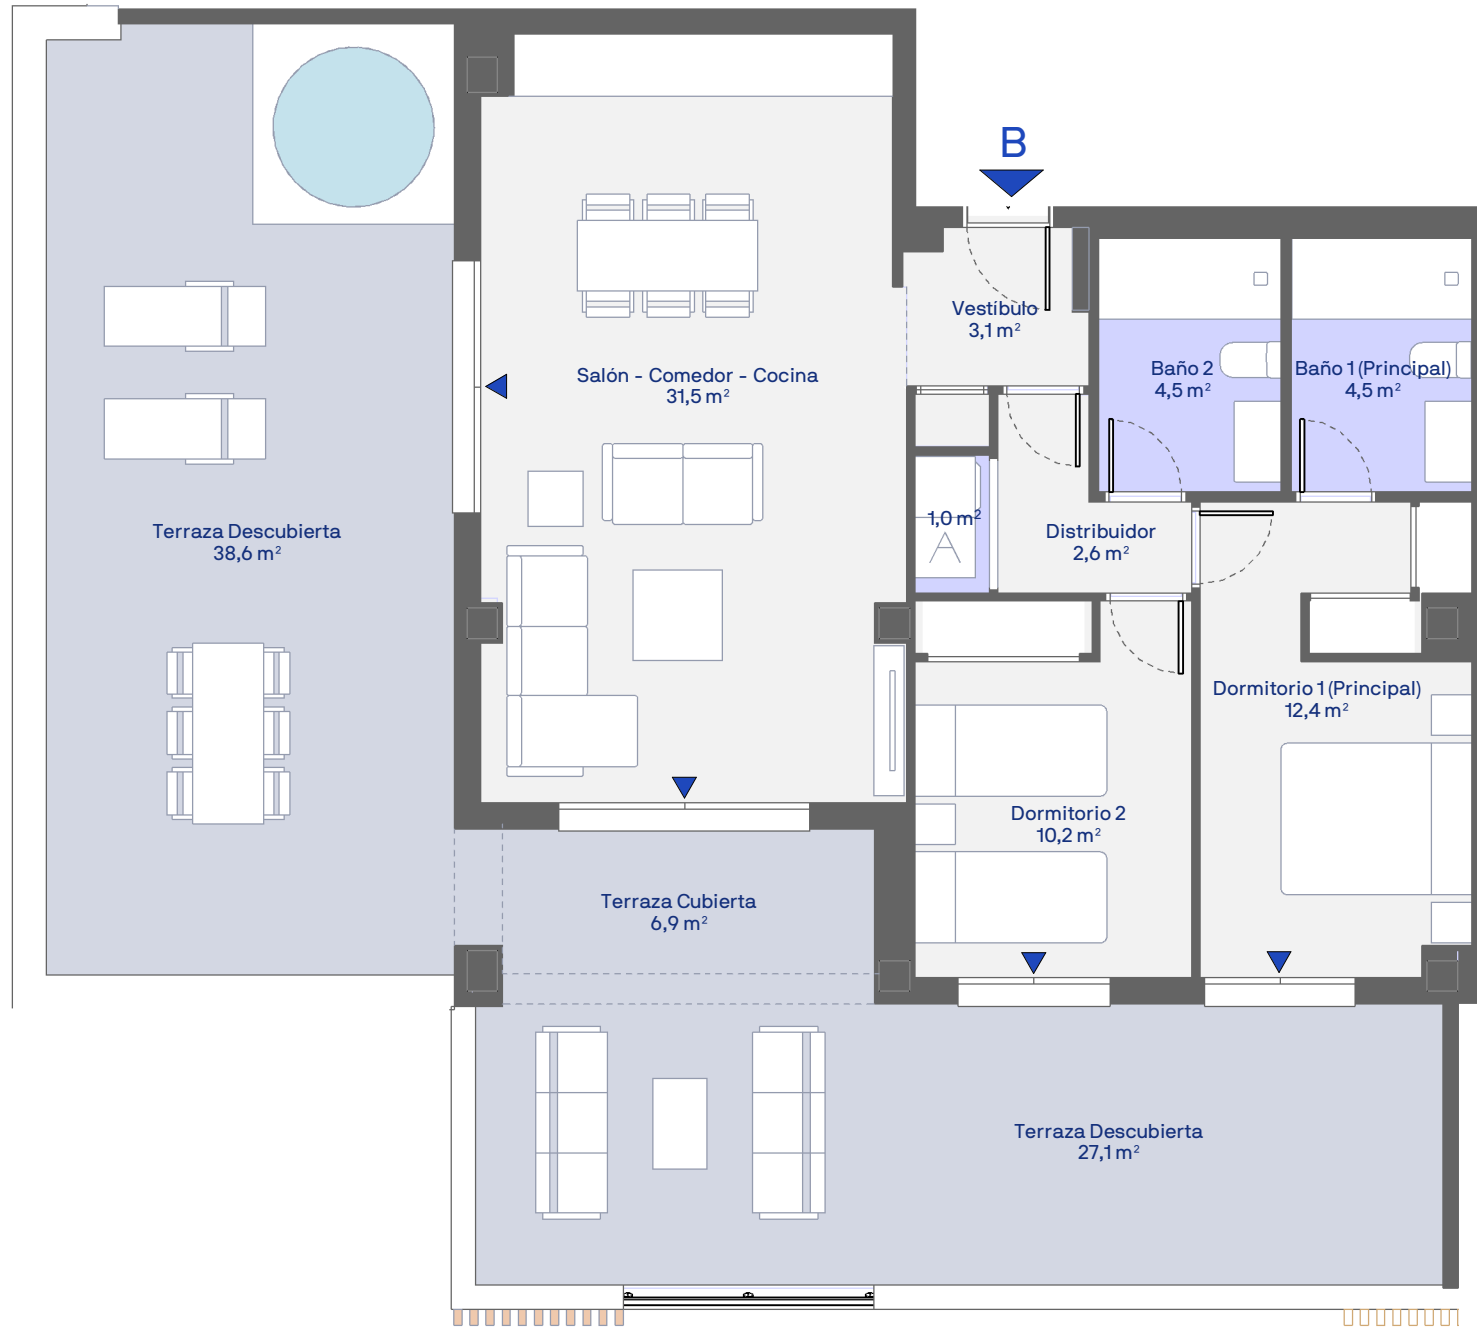 B
Vestíbulo
3,1 m²
Baño 2
4,5 m²
Baño 1 (Principal)
4,5 m²
Salón - Comedor - Cocina
31,5 m²
1,0 m²
A
Distribuidor
2,6 m²
Terraza Descubierta
38,6 m²
Dormitorio 1 (Principal)
12,4 m²
Dormitorio 2
10,2 m²
Terraza Cubierta
6,9 m²
Terraza Descubierta
27,1 m²